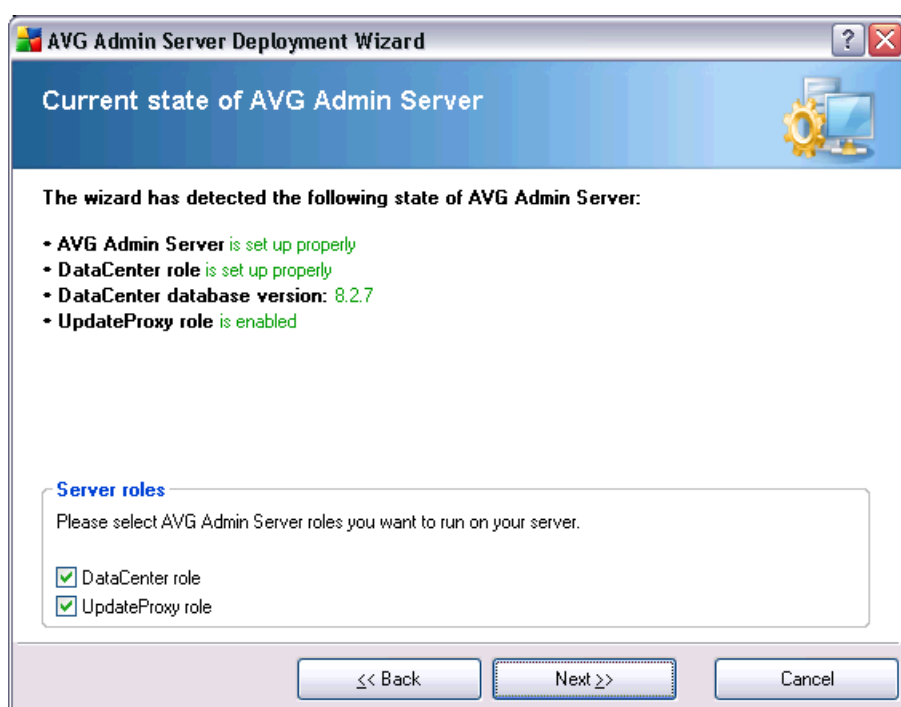 AVG Admin Server Deployment Wizard
?
Current state of AVG Admin Server
The wizard has detected the following state of AVG Admin Server:
• AVG Admin Server is set up properly
• DataCenter role is set up properly
• DataCenter database version: 8.2.7
• UpdateProxy role is enabled
Server roles
Please select AVG Admin Server roles you want to run on your server.
DataCenter role
UpdateProxy role
<< Back
Next >>
Cancel